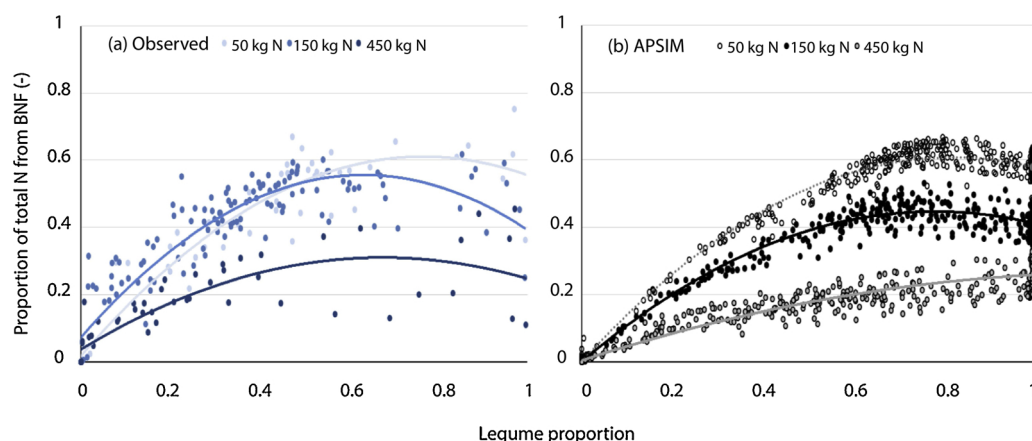 (a) Observed 50 kg N 150 kg N 450 kg N
(b) APSIM 50 kg N 150 kg N 450 kg N
Proportion of total N from BNF (-)
1
0.8
0.6
0.4
0.2
0
0 0.2 0.4 0.6 0.8 1
1
0.8
0.6
0.4
0.2
0
0 0.2 0.4 0.6 0.8 1
Legume proportion